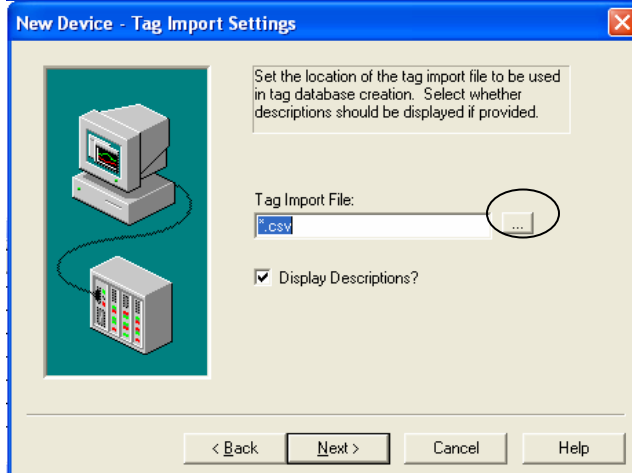 New Device - Tag Import Settings
Set the location of the tag import file to be used
in tag database creation.  Select whether
descriptions should be displayed if provided.
Tag Import File:
*.csv
...
Display Descriptions?
< Back
Next >
Cancel
Help